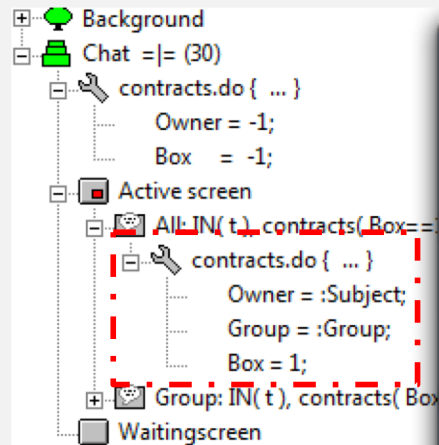 Background
Chat =|= (30)
contracts.do { ... }
Owner = -1;
Box = -1;
Active screen
All: IN( t ), contracts( Box==
contracts.do { ... }
Owner = :Subject;
Group = :Group;
Box = 1;
Group: IN( t ), contracts( Box
Waitingscreen